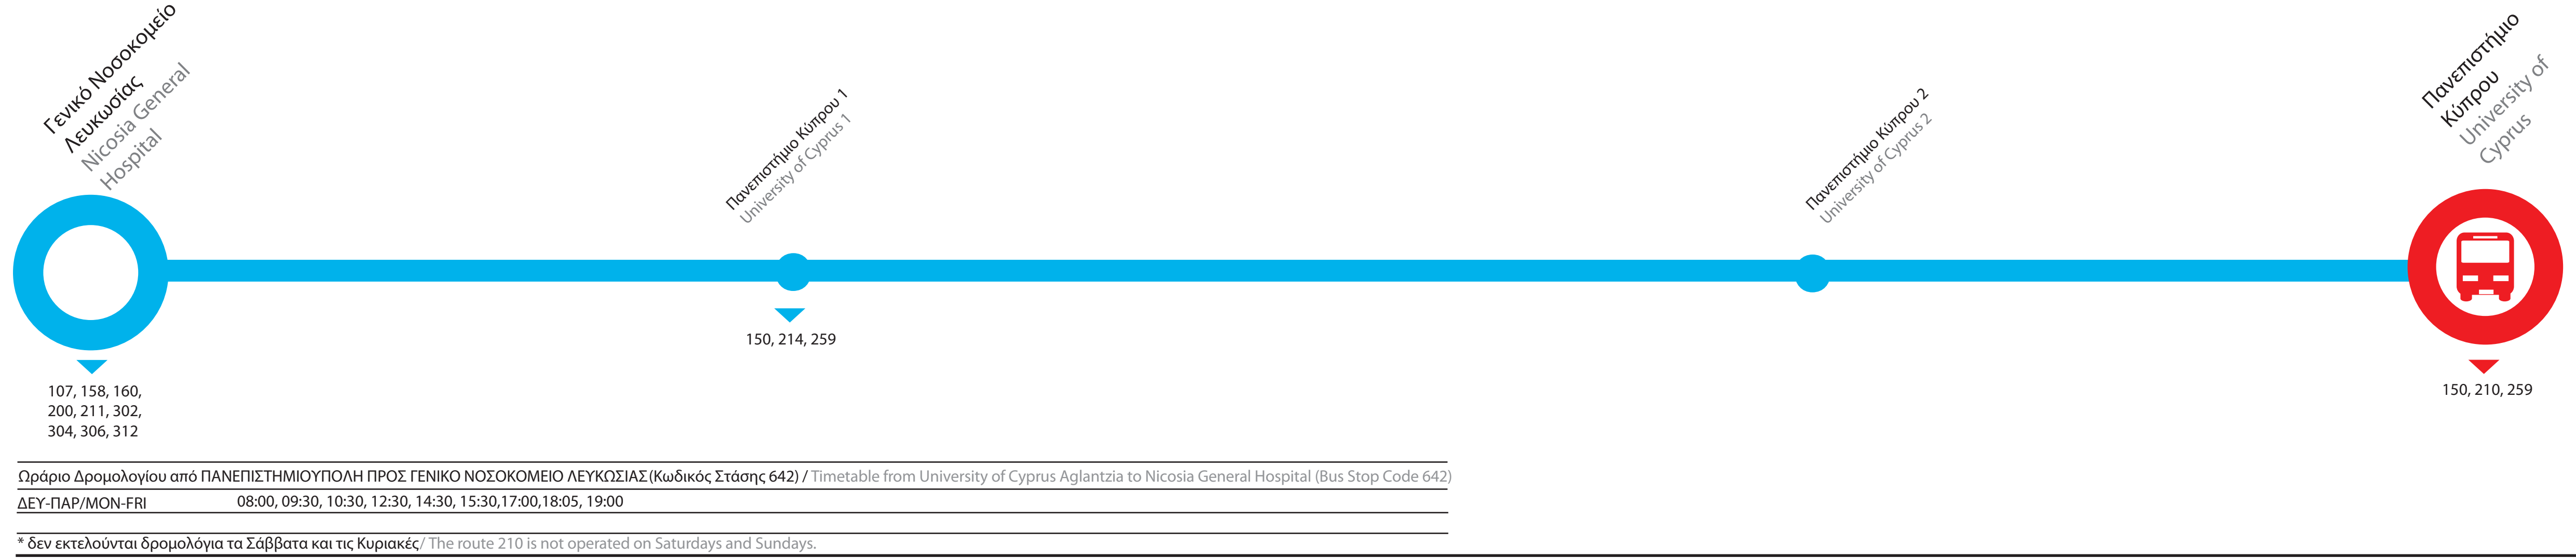 Γενικό Νοσοκομείο
Λευκωσίας
Nicosia General
Hospital
Πανεπιστήμιο Κύπρου 1
University of Cyprus 1
Πανεπιστήμιο Κύπρου 2
University of Cyprus 2
Πανεπιστήμιο
Κύπρου
University of
Cyprus
150, 214, 259
107, 158, 160,
200, 211, 302,
304, 306, 312
150, 210, 259
Ωράριο Δρομολογίου από ΠΑΝΕΠΙΣΤΗΜΙΟΥΠΟΛΗ ΠΡΟΣ ΓΕΝΙΚΟ ΝΟΣΟΚΟΜΕΙΟ ΛΕΥΚΩΣΙΑΣ(Κωδικός Στάσης 642) / Timetable from University of Cyprus Aglantzia to Nicosia General Hospital (Bus Stop Code 642)
ΔΕΥ-ΠΑΡ/MON-FRI 08:00, 09:30, 10:30, 12:30, 14:30, 15:30,17:00,18:05, 19:00
* δεν εκτελούνται δρομολόγια τα Σάββατα και τις Κυριακές/ The route 210 is not operated on Saturdays and Sundays.